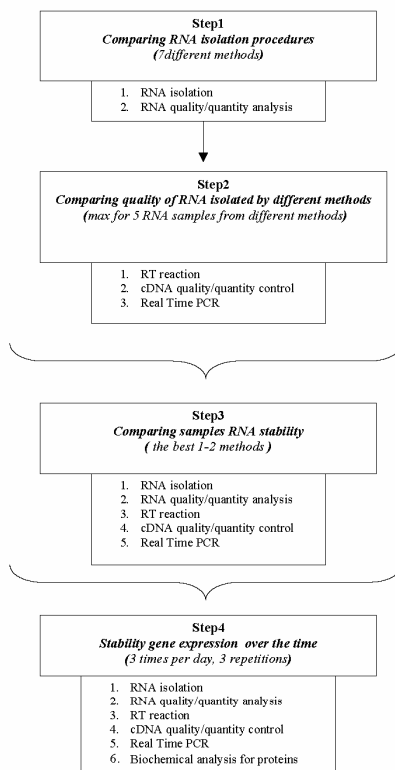 Step1
Comparing RNA isolation procedures
(7different methods)
1. RNA isolation
2. RNA quality/quantity analysis
Step2
Comparing quality of RNA isolated by different methods
(max for 5 RNA samples from different methods)
1. RT reaction
2. cDNA quality/quantity control
3. Real Time PCR
Step3
Comparing samples RNA stability
( the best 1-2 methods )
1. RNA isolation
2. RNA quality/quantity analysis
3. RT reaction
4. cDNA quality/quantity control
5. Real Time PCR
Step4
Stability gene expression over the time
(3 times per day, 3 repetitions)
1. RNA isolation
2. RNA quality/quantity analysis
3. RT reaction
4. cDNA quality/quantity control
5. Real Time PCR
6. Biochemical analysis for proteins